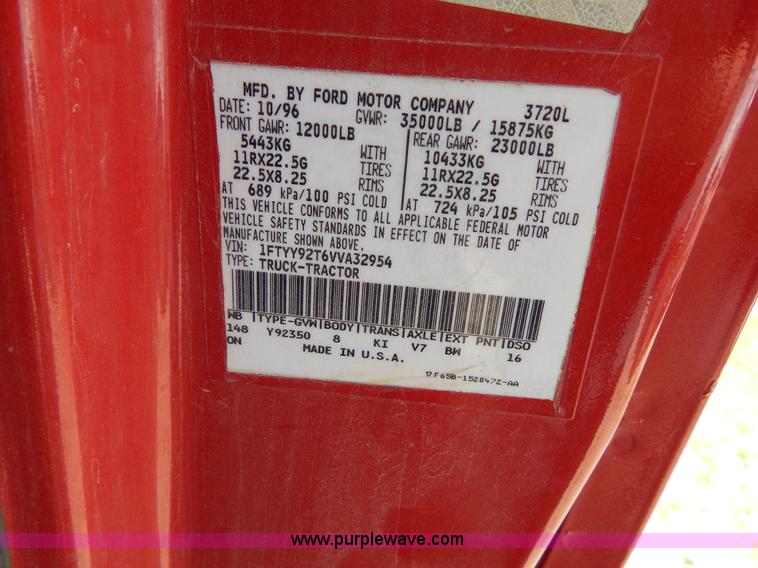 MFD. BY FORD MOTOR COMPANY 3720L
DATE: 10/96 GVWR: 35000LB / 15875KG
FRONT GAWR: 12000LB REAR GAWR: 23000LB
5443KG WITH 10433KG WITH
11RX22.5G TIRES 11RX22.5G TIRES
22.5X8.25 RIMS 22.5X8.25 RIMS
AT 689 kPa/100 PSI COLD AT 724 kPa/105 PSI COLD
THIS VEHICLE CONFORMS TO ALL APPLICABLE FEDERAL MOTOR
VEHICLE SAFETY STANDARDS IN EFFECT ON THE DATE OF
MANUFACTURE SHOWN ABOVE.
VIN: 1FTYY92T6VVA32954
TYPE: TRUCK-TRACTOR
WB TYPE-GVW BODY TRANS AXLE EXT PNT DSO
148 Y92350 8 KI V7 BW 16
ON MADE IN U.S.A.
F65B-1520472-AA
www.purplewave.com